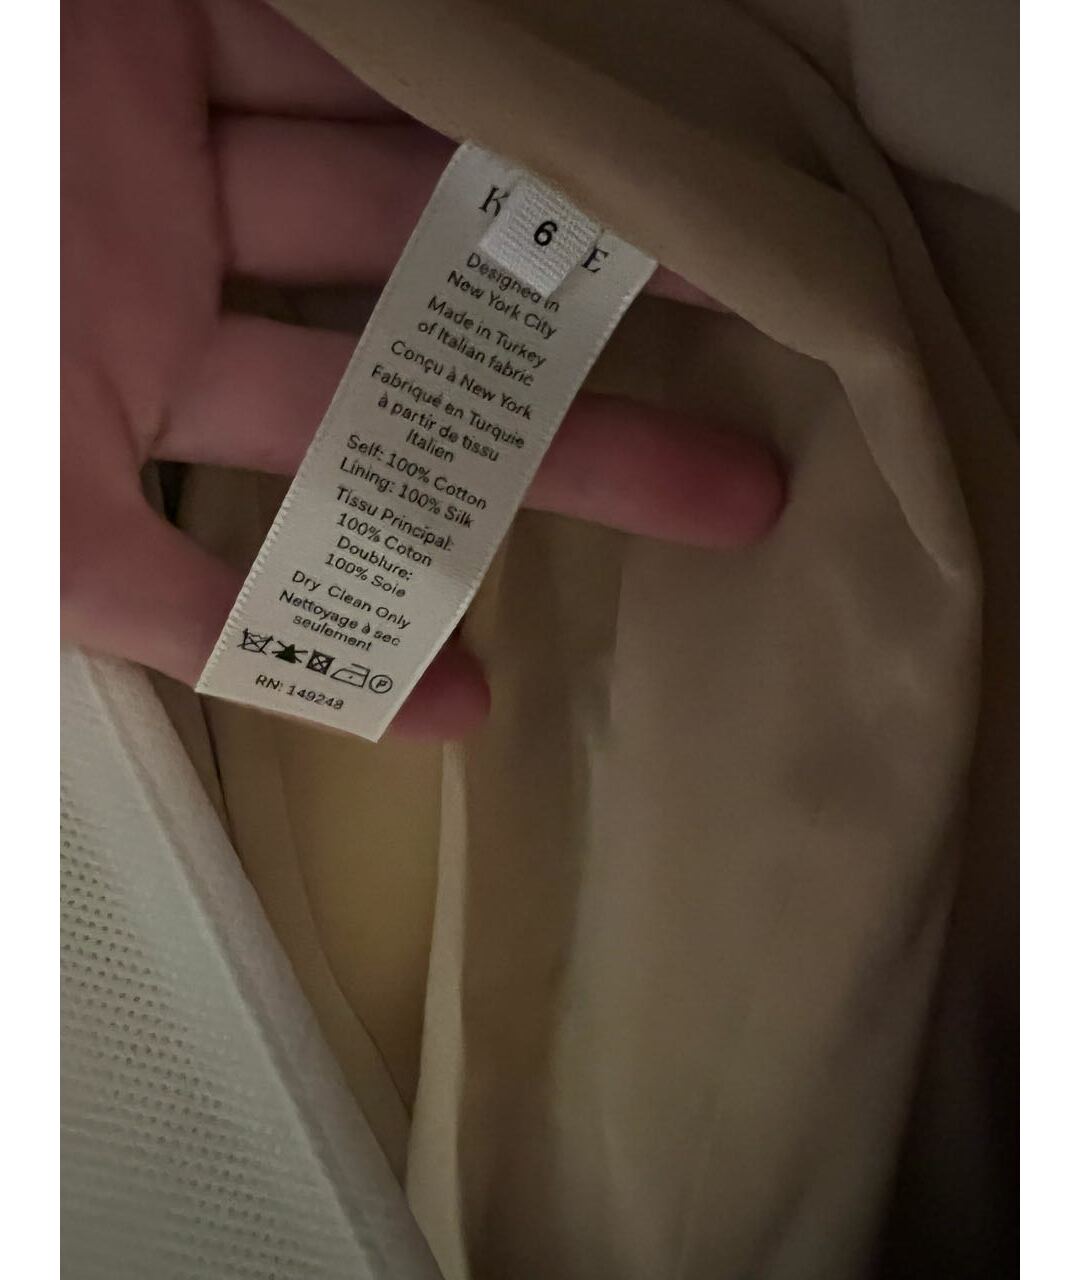 K E
6
Designed in
New York City
Made in Turkey
of Italian fabric
Conçu à New York
Fabriqué en Turquie
à partir de tissu
Italien
Self: 100% Cotton
Lining: 100% Silk
Tissu Principal:
100% Coton
Doublure:
100% Soie
Dry Clean Only
Nettoyage à sec
seulement
P
RN: 149248